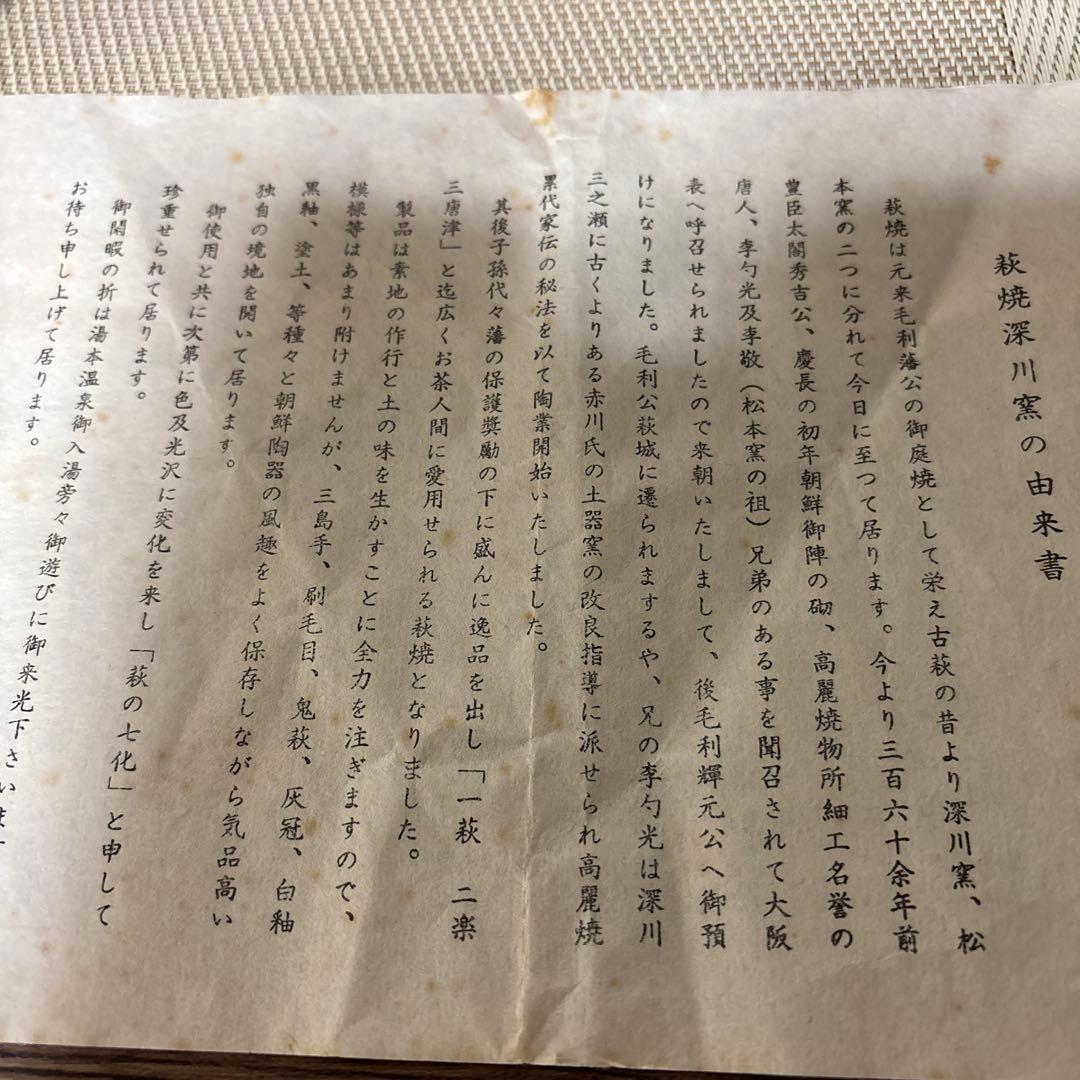 萩焼深川窯の由来書
萩焼は元来毛利藩公の御庭焼として栄え古萩の昔より深川窯、松
本窯の二つに分れて今日に至つて居ります。今より三百六十余年前
豊臣太閤秀吉公、慶長の初年朝鮮御陣の砌、高麗焼物所細工名誉の
唐人、李勺光及李敬（松本窯の祖）兄弟のある事を聞召されて大阪
表へ呼召せられましたので来朝いたしまして、後毛利輝元公へ御預
けになりました。毛利公萩城に遷られまするや、兄の李勺光は深川
三之瀬に古くよりある赤川氏の土器窯の改良指導に派せられ高麗焼
累代家伝の秘法を以て陶業開始いたしました。
其後子孫代々藩の保護奨励の下に盛んに逸品を出し「一萩　二楽
三唐津」と迄広くお茶人間に愛用せられる萩焼となりました。
製品は素地の作行と土の味を生かすことに全力を注ぎますので、
模様等はあまり附けませんが、三島手、刷毛目、鬼萩、灰冠、白釉
黒釉、塗土、等種々と朝鮮陶器の風趣をよく保存しながら気品高い
独自の境地を開いて居ります。
御使用と共に次第に色及光沢に変化を来し「萩の七化」と申して
珍重せられて居ります。
御閑暇の折は湯本温泉御入湯旁々御遊びに御来光下さいま
お待ち申し上げて居ります。